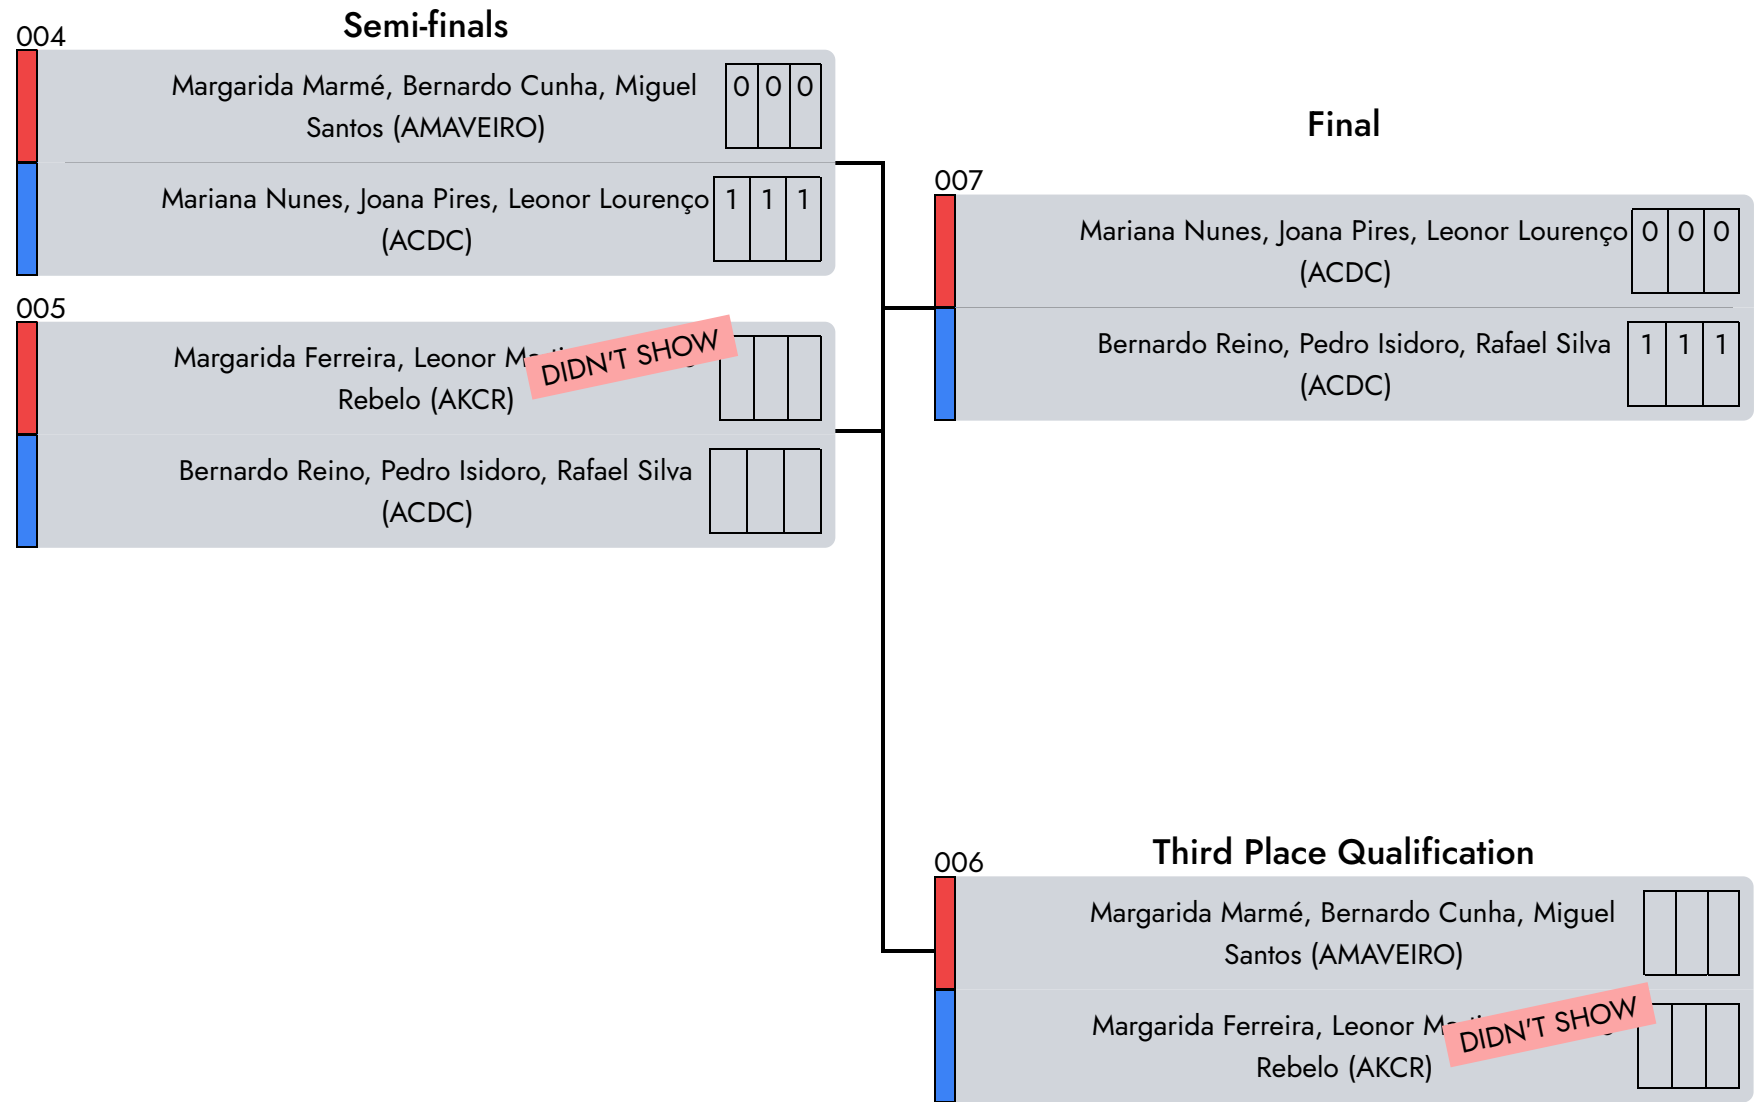 Semi-finals
004
Margarida Marmé, Bernardo Cunha, Miguel
Santos (AMAVEIRO)
0 0 0
Mariana Nunes, Joana Pires, Leonor Lourenço
(ACDC)
1 1 1
005
Margarida Ferreira, Leonor
Rebelo (AKCR)
DIDN'T SHOW
Bernardo Reino, Pedro Isidoro, Rafael Silva
(ACDC)
Final
007
Mariana Nunes, Joana Pires, Leonor Lourenço
(ACDC)
0 0 0
Bernardo Reino, Pedro Isidoro, Rafael Silva
(ACDC)
1 1 1
Third Place Qualification
006
Margarida Marmé, Bernardo Cunha, Miguel
Santos (AMAVEIRO)
Margarida Ferreira, Leonor
Rebelo (AKCR)
DIDN'T SHOW